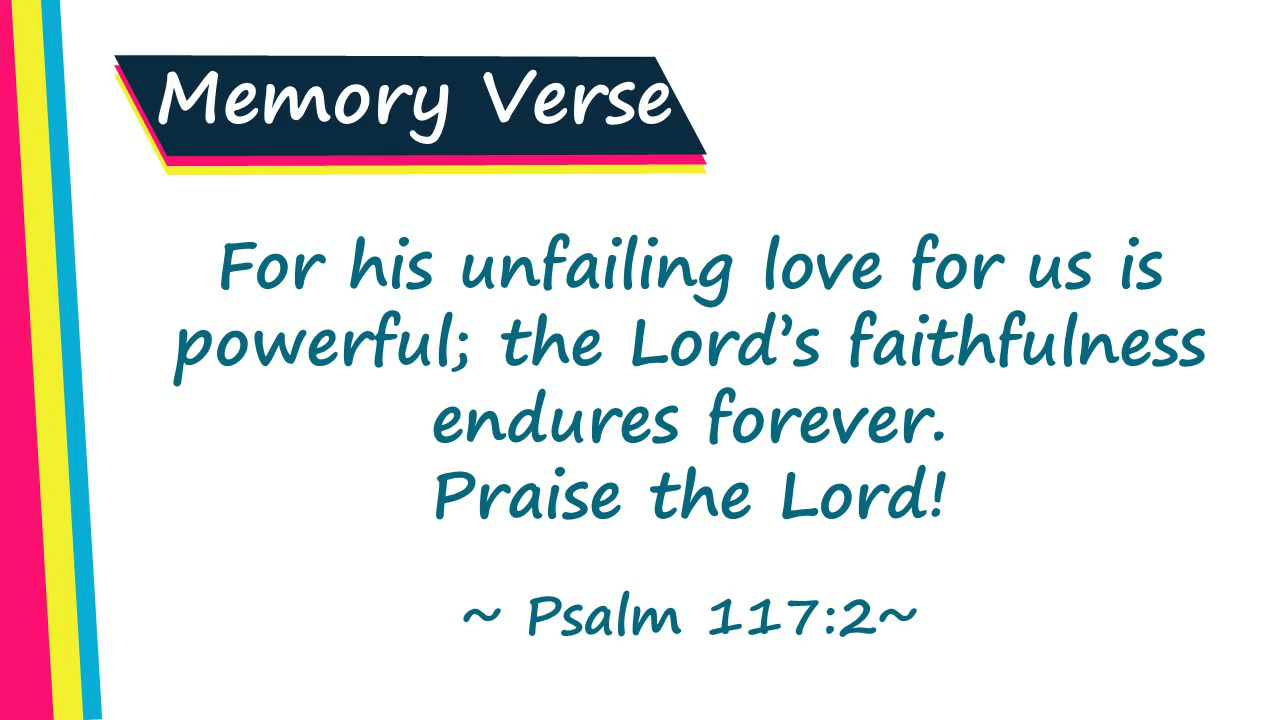 Memory Verse
For his unfailing love for us is
powerful; the Lord’s faithfulness
endures forever.
Praise the Lord!
~ Psalm 117:2~